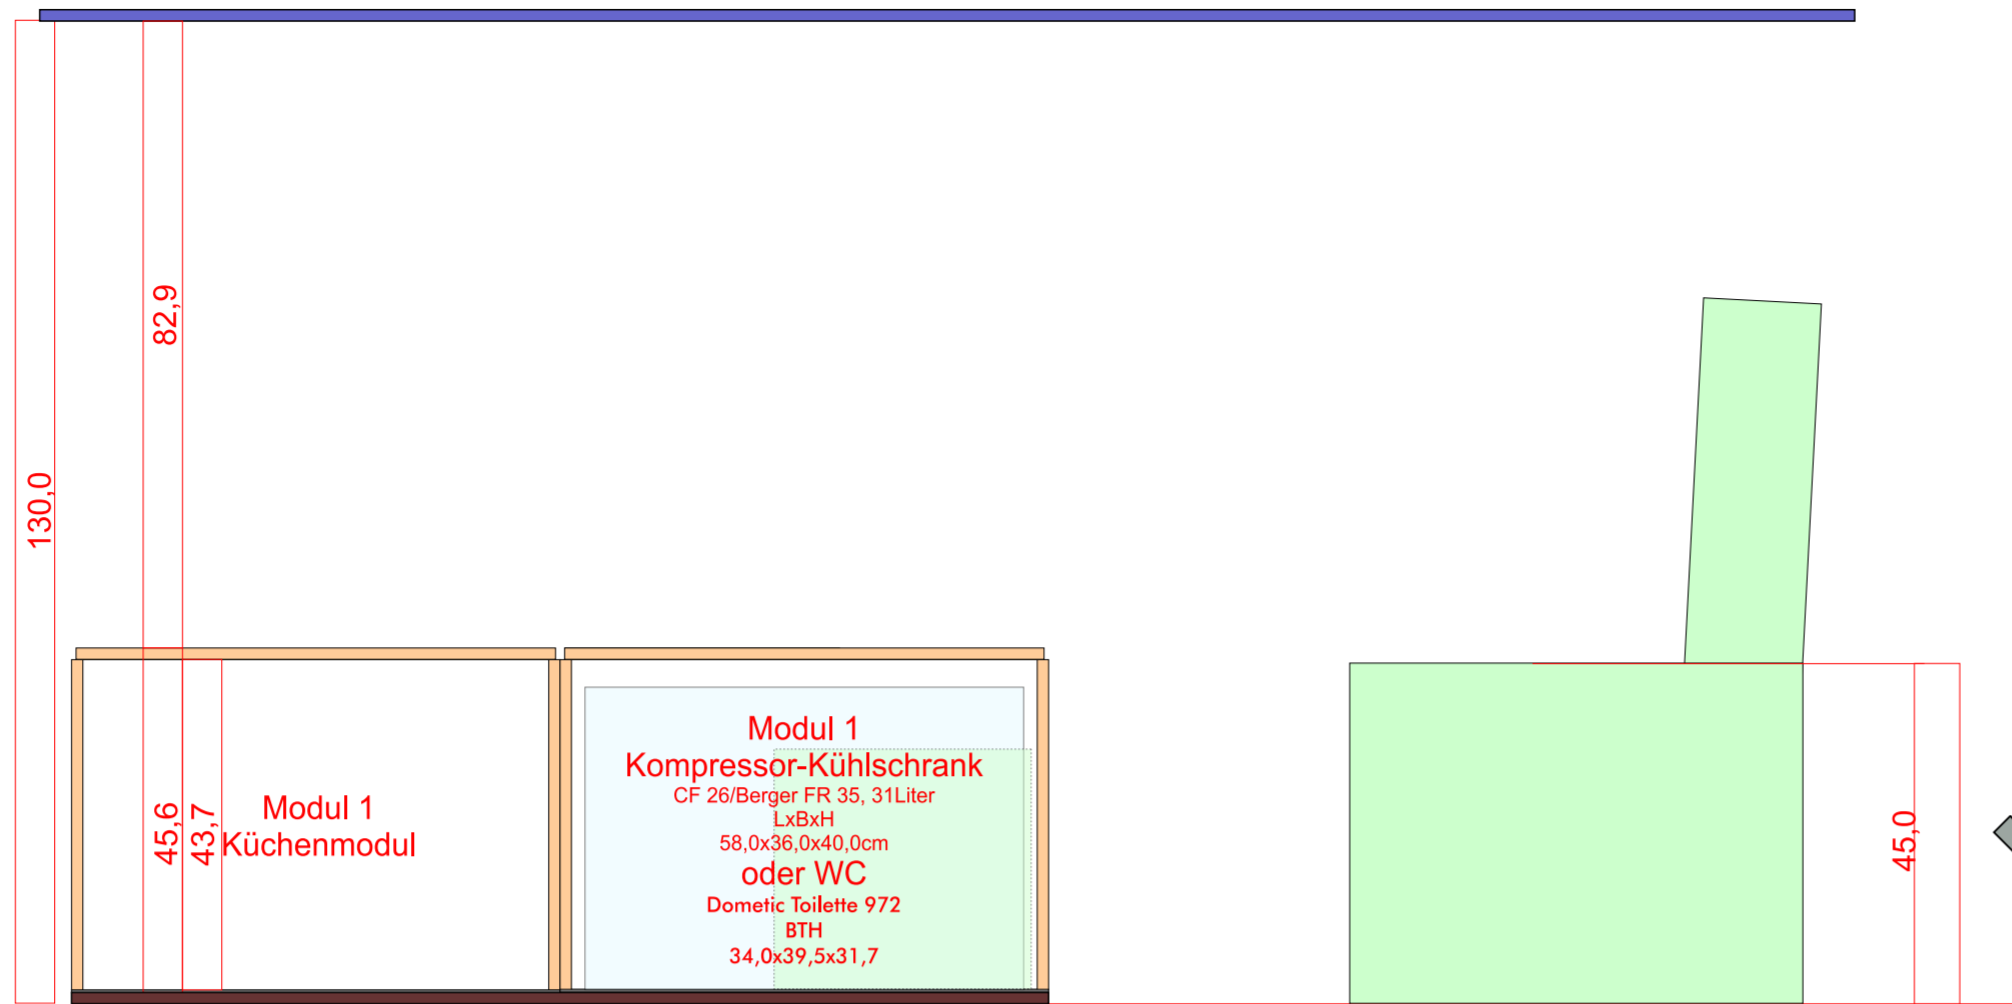 82,9
130,0
45,6
43,7
Modul 1
Küchenmodul
Modul 1
Kompressor-Kühlschrank
CF 26/Berger FR 35, 31Liter
LxBxH
58,0x36,0x40,0cm
oder WC
Dometic Toilette 972
BTH
34,0x39,5x31,7
45,0